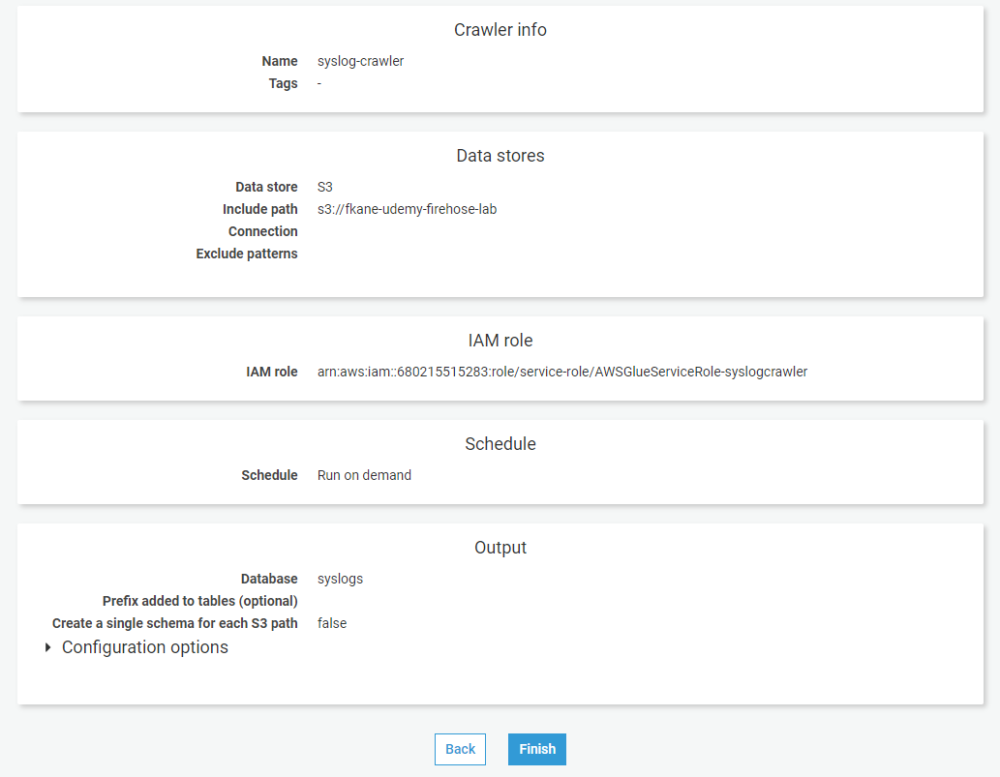 Crawler info
Name syslog-crawler
Tags -
Data stores
Data store S3
Include path s3://fkane-udemy-firehose-lab
Connection
Exclude patterns
IAM role
IAM role arn:aws:iam::680215515283:role/service-role/AWSGlueServiceRole-syslogcrawler
Schedule
Schedule Run on demand
Output
Database syslogs
Prefix added to tables (optional)
Create a single schema for each S3 path false
Configuration options
Back Finish